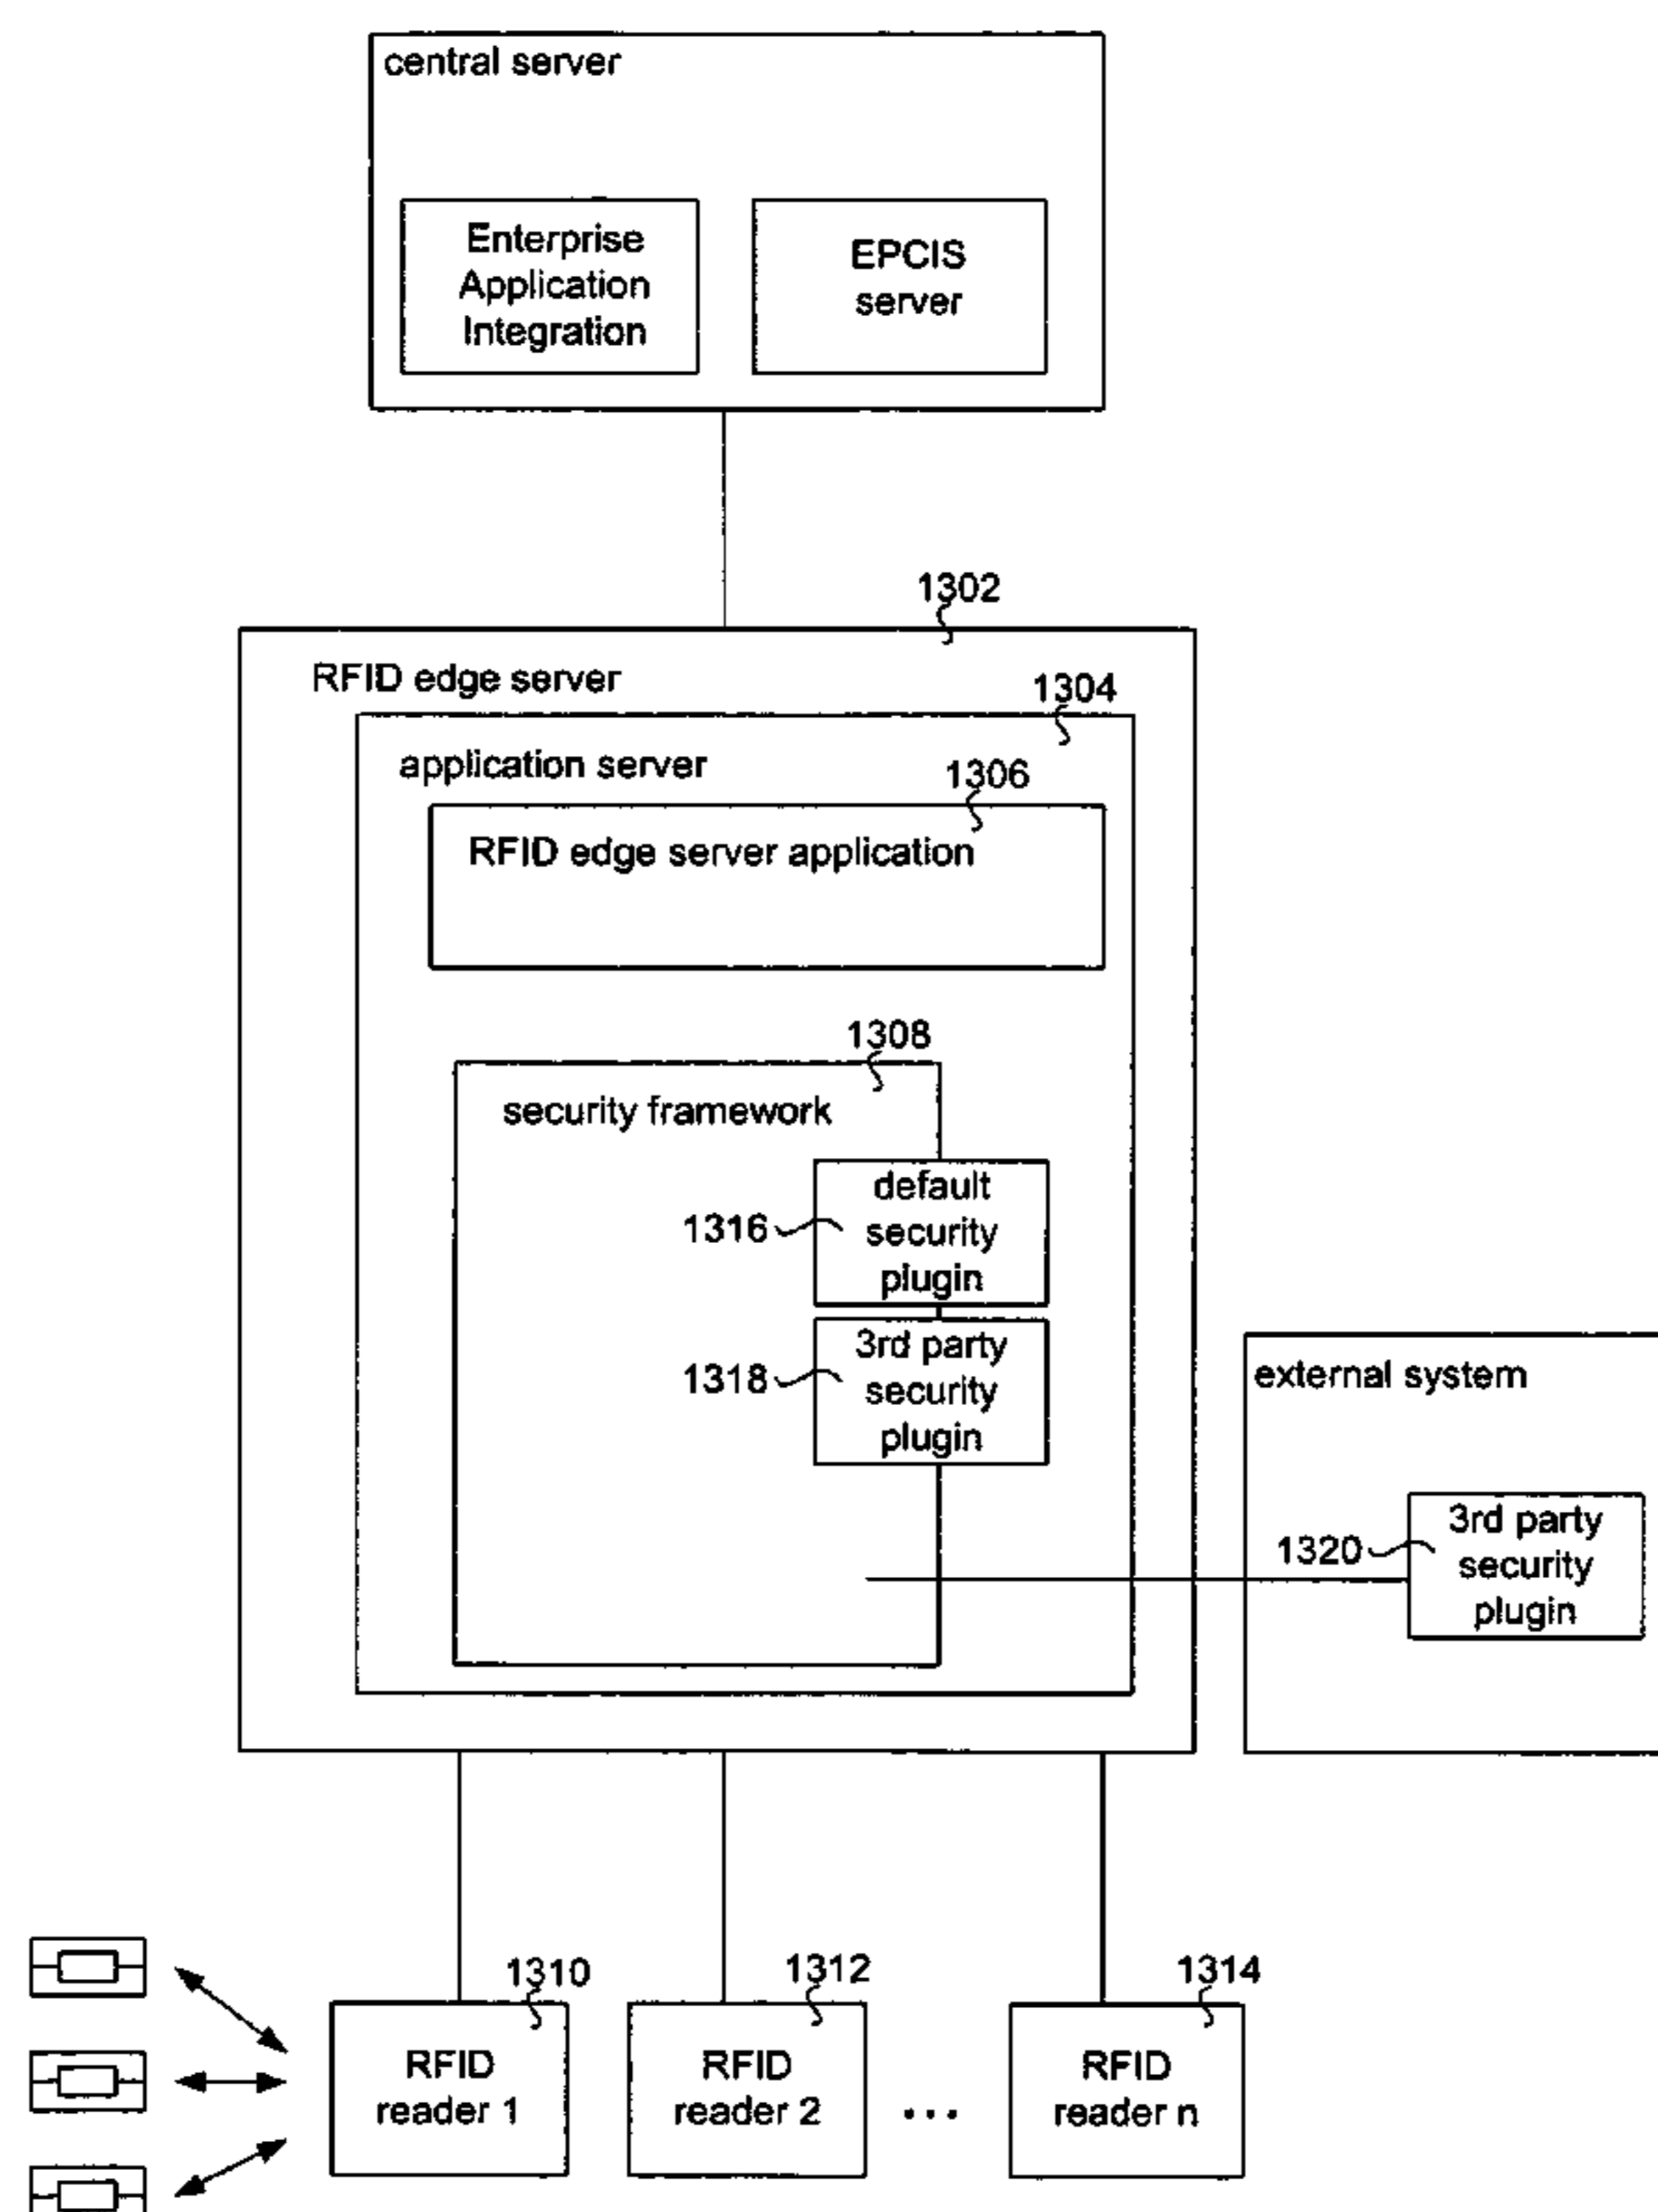 central server
Enterprise
Application
Integration
EPCIS
server
1302
RFID edge server
1304
application server
1306
RFID edge server application
1308
security framework
default
security
plugin
1316
3rd party
security
plugin
1318
external system
3rd party
security
plugin
1320
1310
1312
1314
RFID
reader 1
RFID
reader 2
...
RFID
reader n